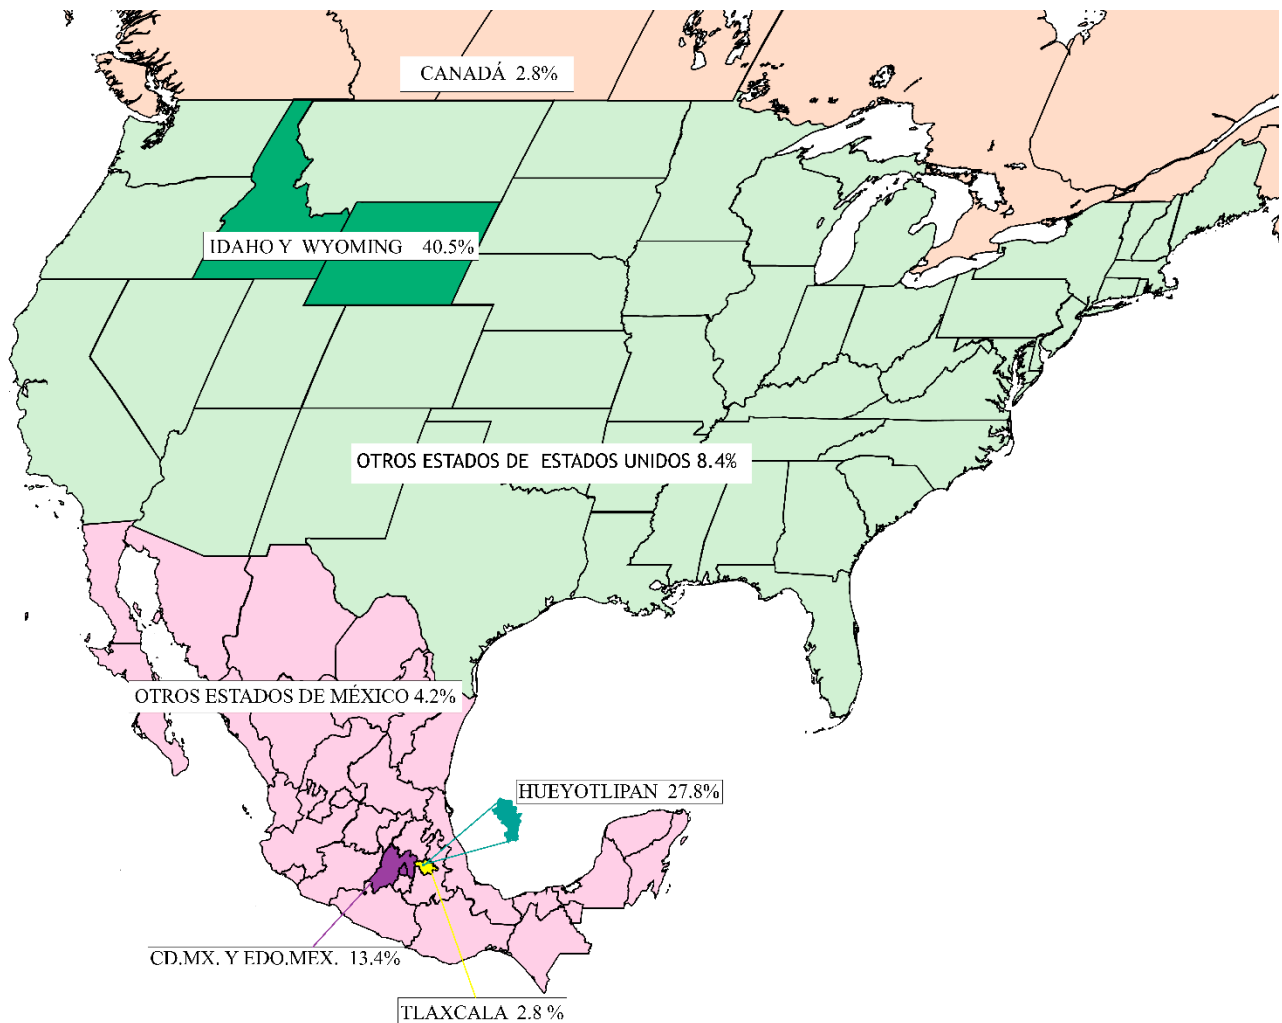 CANADÁ 2.8%
IDAHO Y WYOMING 40.5%
OTROS ESTADOS DE ESTADOS UNIDOS 8.4%
OTROS ESTADOS DE MÉXICO 4.2%
HUEYOTLIPAN 27.8%
CD.MX. Y EDO.MEX. 13.4%
TLAXCALA 2.8 %